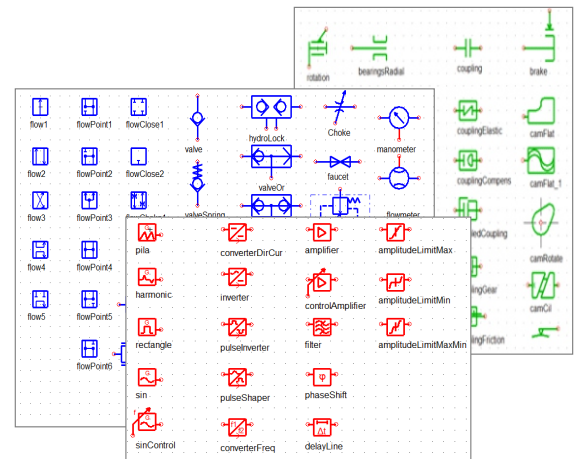 rotation bearingsRadial coupling brake
flow1 flowPoint1 flowClose1 valve hydroLock Choke manometer couplingElastic camFlat
flow2 flowPoint2 flowClose2 valveOr faucet couplingCompens camFlat_1
flow3 flowPoint3 valveSpring flowmeter
flow4 flowPoint4 camRotate
flow5 flowPoint5 camCil
flowPoint6
pila converterDirCur amplifier amplitudeLimitMax
harmonic inverter controlAmplifier amplitudeLimitMin
rectangle pulseInverter filter amplitudeLimitMaxMin
sin pulseShaper phaseShift
sinControl converterFreq delayLine